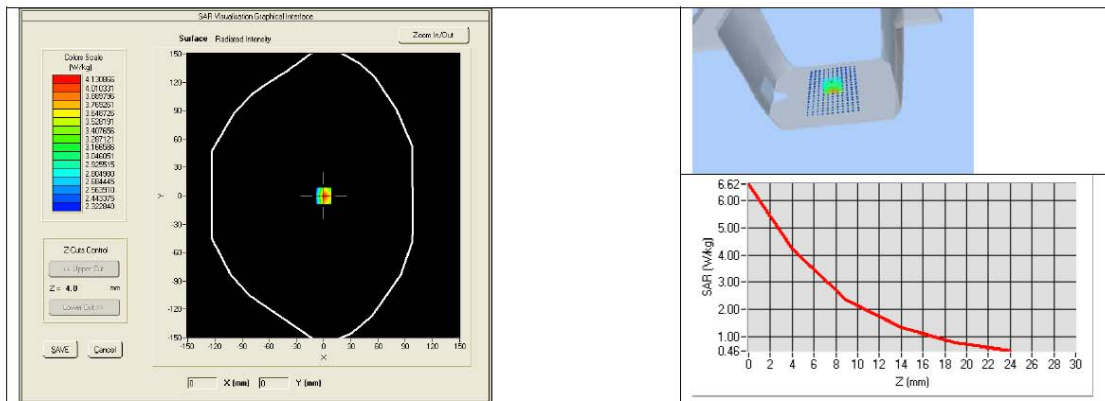 SAR Visualisation Graphical Interface
Surface Radiated Intensity
Zoom In/Out
Colors Scale
(W/kg)
4.130866
4.010331
3.889796
3.769261
3.648726
3.528191
3.407656
3.287121
3.166586
3.046051
2.925515
2.804980
2.684445
2.563910
2.443375
2.322840
Z Cuts Control
<< Upper Cut
Z = 4.0 mm
Lower Cut >>
SAVE Cancel
150
120
90
60
30
0
-30
-60
-90
-120
-150
Y
-150 -120 -90 -60 -30 0 30 60 90 120 150
X
0 X (mm) 0 Y (mm)
6.62
6.00
5.00
4.00
3.00
2.00
1.00
0.46
SAR (W/kg)
0 2 4 6 8 10 12 14 16 18 20 22 24 26 28 30
Z (mm)